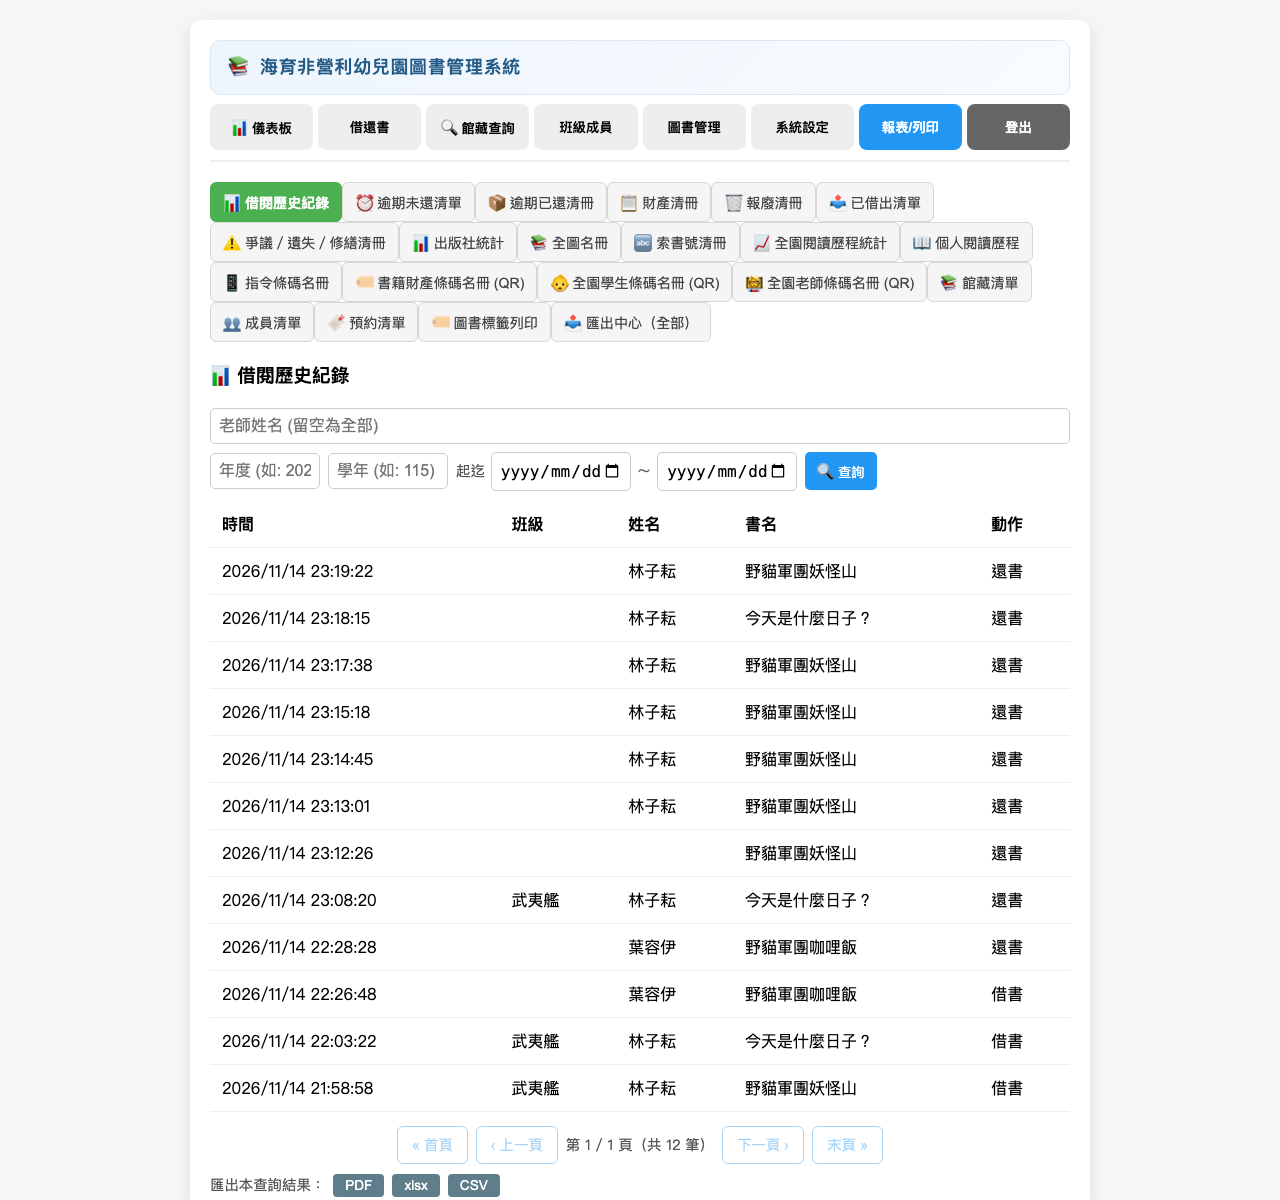 海育非營利幼兒園圖書管理系統
儀表板 借還書 館藏查詢 班級成員 圖書管理 系統設定 報表/列印 登出
借閱歷史紀錄 逾期未還清單 逾期已還清冊 財產清冊 報廢清冊 已借出清單
爭議 / 遺失 / 修繕清冊 出版社統計 全圖名冊 abc 索書號清冊 全園閱讀歷程統計 個人閱讀歷程
指令條碼名冊 書籍財產條碼名冊 (QR) 全園學生條碼名冊 (QR) 全園老師條碼名冊 (QR) 館藏清單
成員清單 預約清單 圖書標籤列印 匯出中心（全部）
借閱歷史紀錄
老師姓名 (留空為全部)
年度 (如: 202 學年 (如: 115) 起迄 yyyy/mm/dd ～ yyyy/mm/dd 查詢
時間 班級 姓名 書名 動作
2026/11/14 23:19:22 林子耘 野貓軍團妖怪山 還書
2026/11/14 23:18:15 林子耘 今天是什麼日子？ 還書
2026/11/14 23:17:38 林子耘 野貓軍團妖怪山 還書
2026/11/14 23:15:18 林子耘 野貓軍團妖怪山 還書
2026/11/14 23:14:45 林子耘 野貓軍團妖怪山 還書
2026/11/14 23:13:01 林子耘 野貓軍團妖怪山 還書
2026/11/14 23:12:26 野貓軍團妖怪山 還書
2026/11/14 23:08:20 武夷艦 林子耘 今天是什麼日子？ 還書
2026/11/14 22:28:28 葉容伊 野貓軍團咖哩飯 還書
2026/11/14 22:26:48 葉容伊 野貓軍團咖哩飯 借書
2026/11/14 22:03:22 武夷艦 林子耘 今天是什麼日子？ 借書
2026/11/14 21:58:58 武夷艦 林子耘 野貓軍團妖怪山 借書
« 首頁 ‹ 上一頁 第 1 / 1 頁（共 12 筆） 下一頁 › 末頁 »
匯出本查詢結果： PDF xlsx CSV